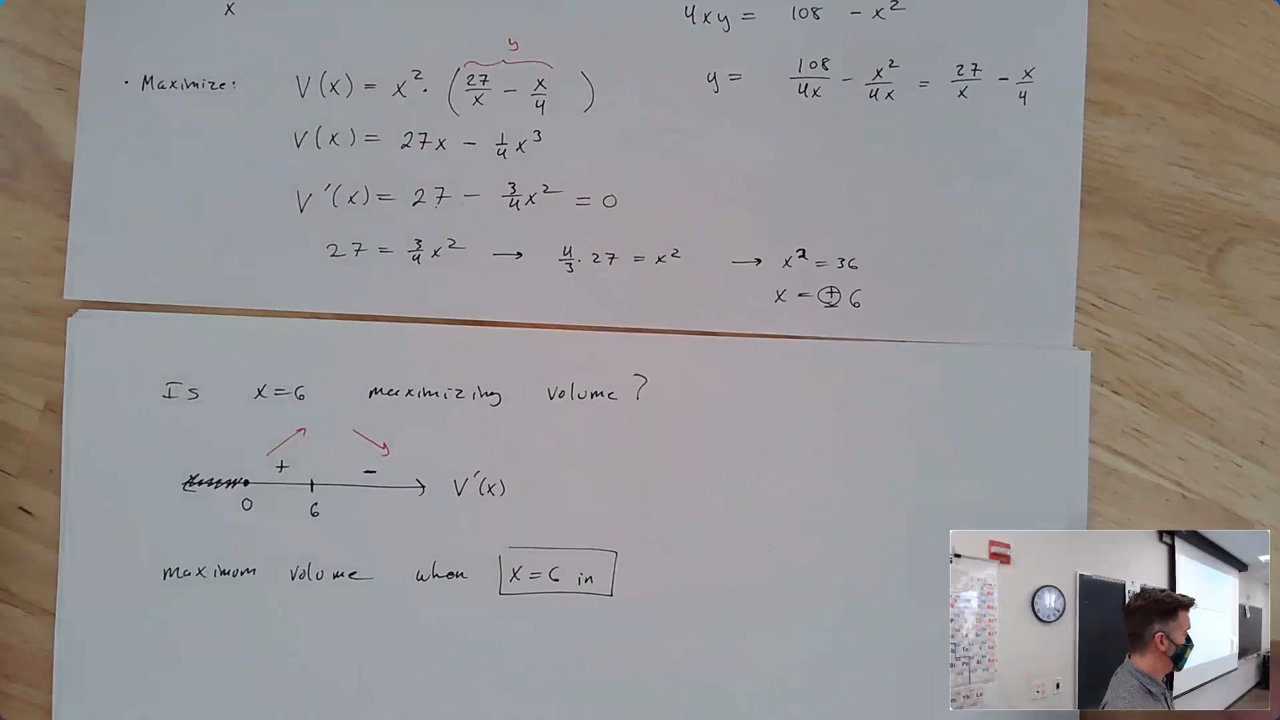 x
4xy = 108 - x²
y
• Maximize: V(x) = x² · (27/x - x/4)
y = 108/4x - x²/4x = 27/x - x/4
V(x) = 27x - 1/4 x³
V'(x) = 27 - 3/4 x² = 0
27 = 3/4 x² → 4/3 · 27 = x² → x² = 36
x = ± 6
Is x=6 maximizing volume?
+ -
V'(x)
0 6
maximum volume when x = 6 in